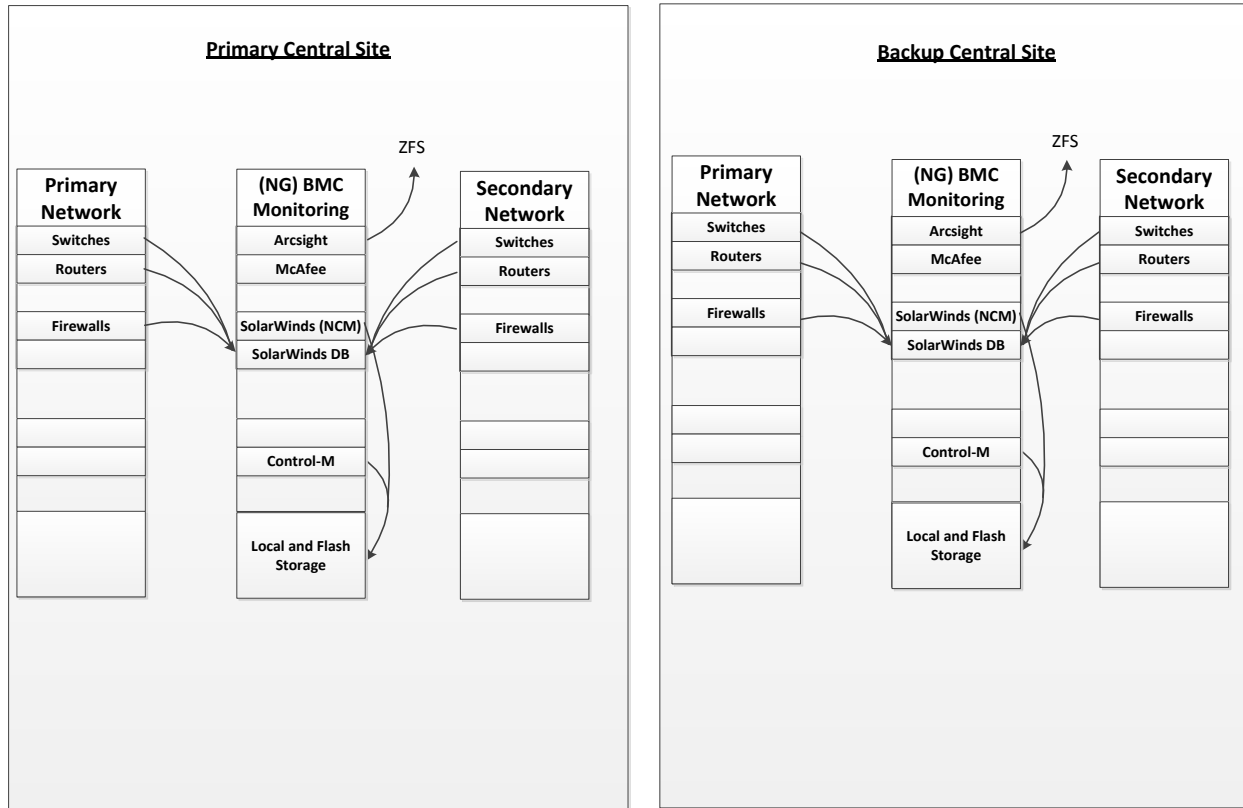 Primary Central Site
ZFS
Primary
Network
Switches
Routers
Firewalls
(NG) BMC
Monitoring
Arcsight
McAfee
SolarWinds (NCM)
SolarWinds DB
Control-M
Local and Flash
Storage
Secondary
Network
Switches
Routers
Firewalls
Backup Central Site
ZFS
Primary
Network
Switches
Routers
Firewalls
(NG) BMC
Monitoring
Arcsight
McAfee
SolarWinds (NCM)
SolarWinds DB
Control-M
Local and Flash
Storage
Secondary
Network
Switches
Routers
Firewalls